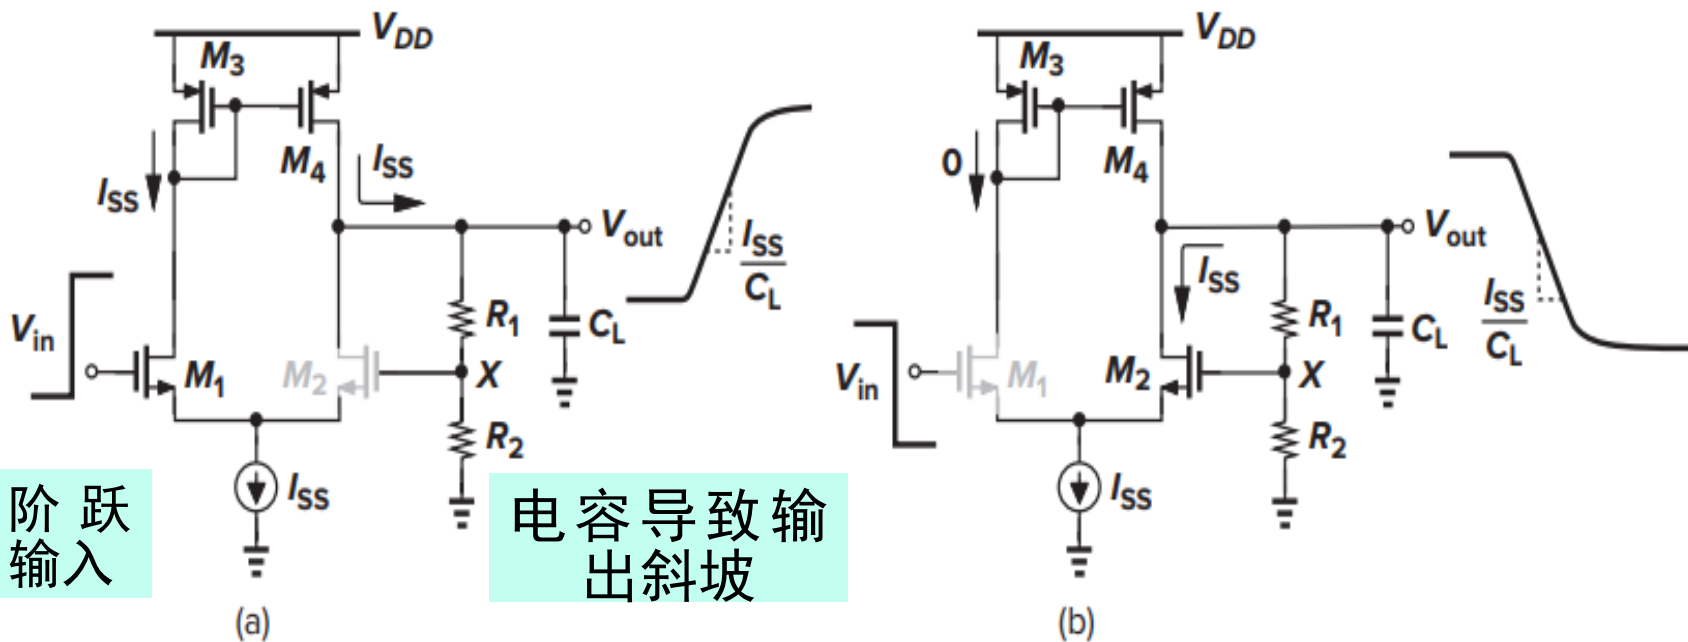 VDD
M3
M4
ISS
ISS
Vout
ISS
CL
R1
CL
Vin
M1
M2
X
R2
ISS
阶跃
输入
电容导致输
出斜坡
(a)
VDD
M3
0
M4
Vout
ISS
ISS
CL
R1
CL
Vin
M1
M2
X
R2
ISS
(b)